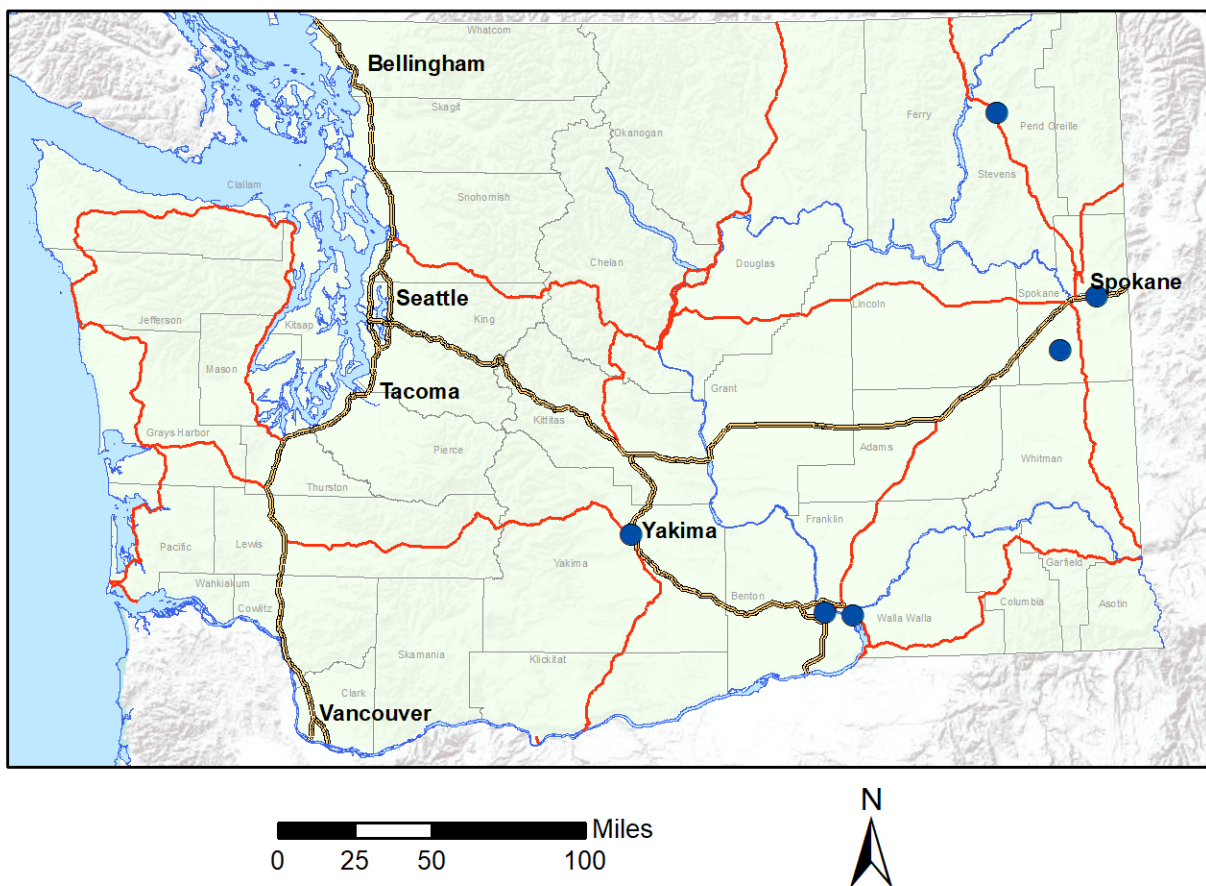 Whatcom
Bellingham
Skagit
Okanogan
Ferry
Pend Oreille
Stevens
Clallam
Snohomish
Chelan
Douglas
Spokane
Seattle
Lincoln
Spokane
Jefferson
Kitsap
King
Mason
Tacoma
Grant
Kittitas
Grays Harbor
Pierce
Adams
Whitman
Thurston
Yakima
Franklin
Pacific
Lewis
Yakima
Garfield
Wahkiakum
Benton
Columbia
Asotin
Cowlitz
Walla Walla
Skamania
Klickitat
Clark
Vancouver
N
Miles
0 25 50 100